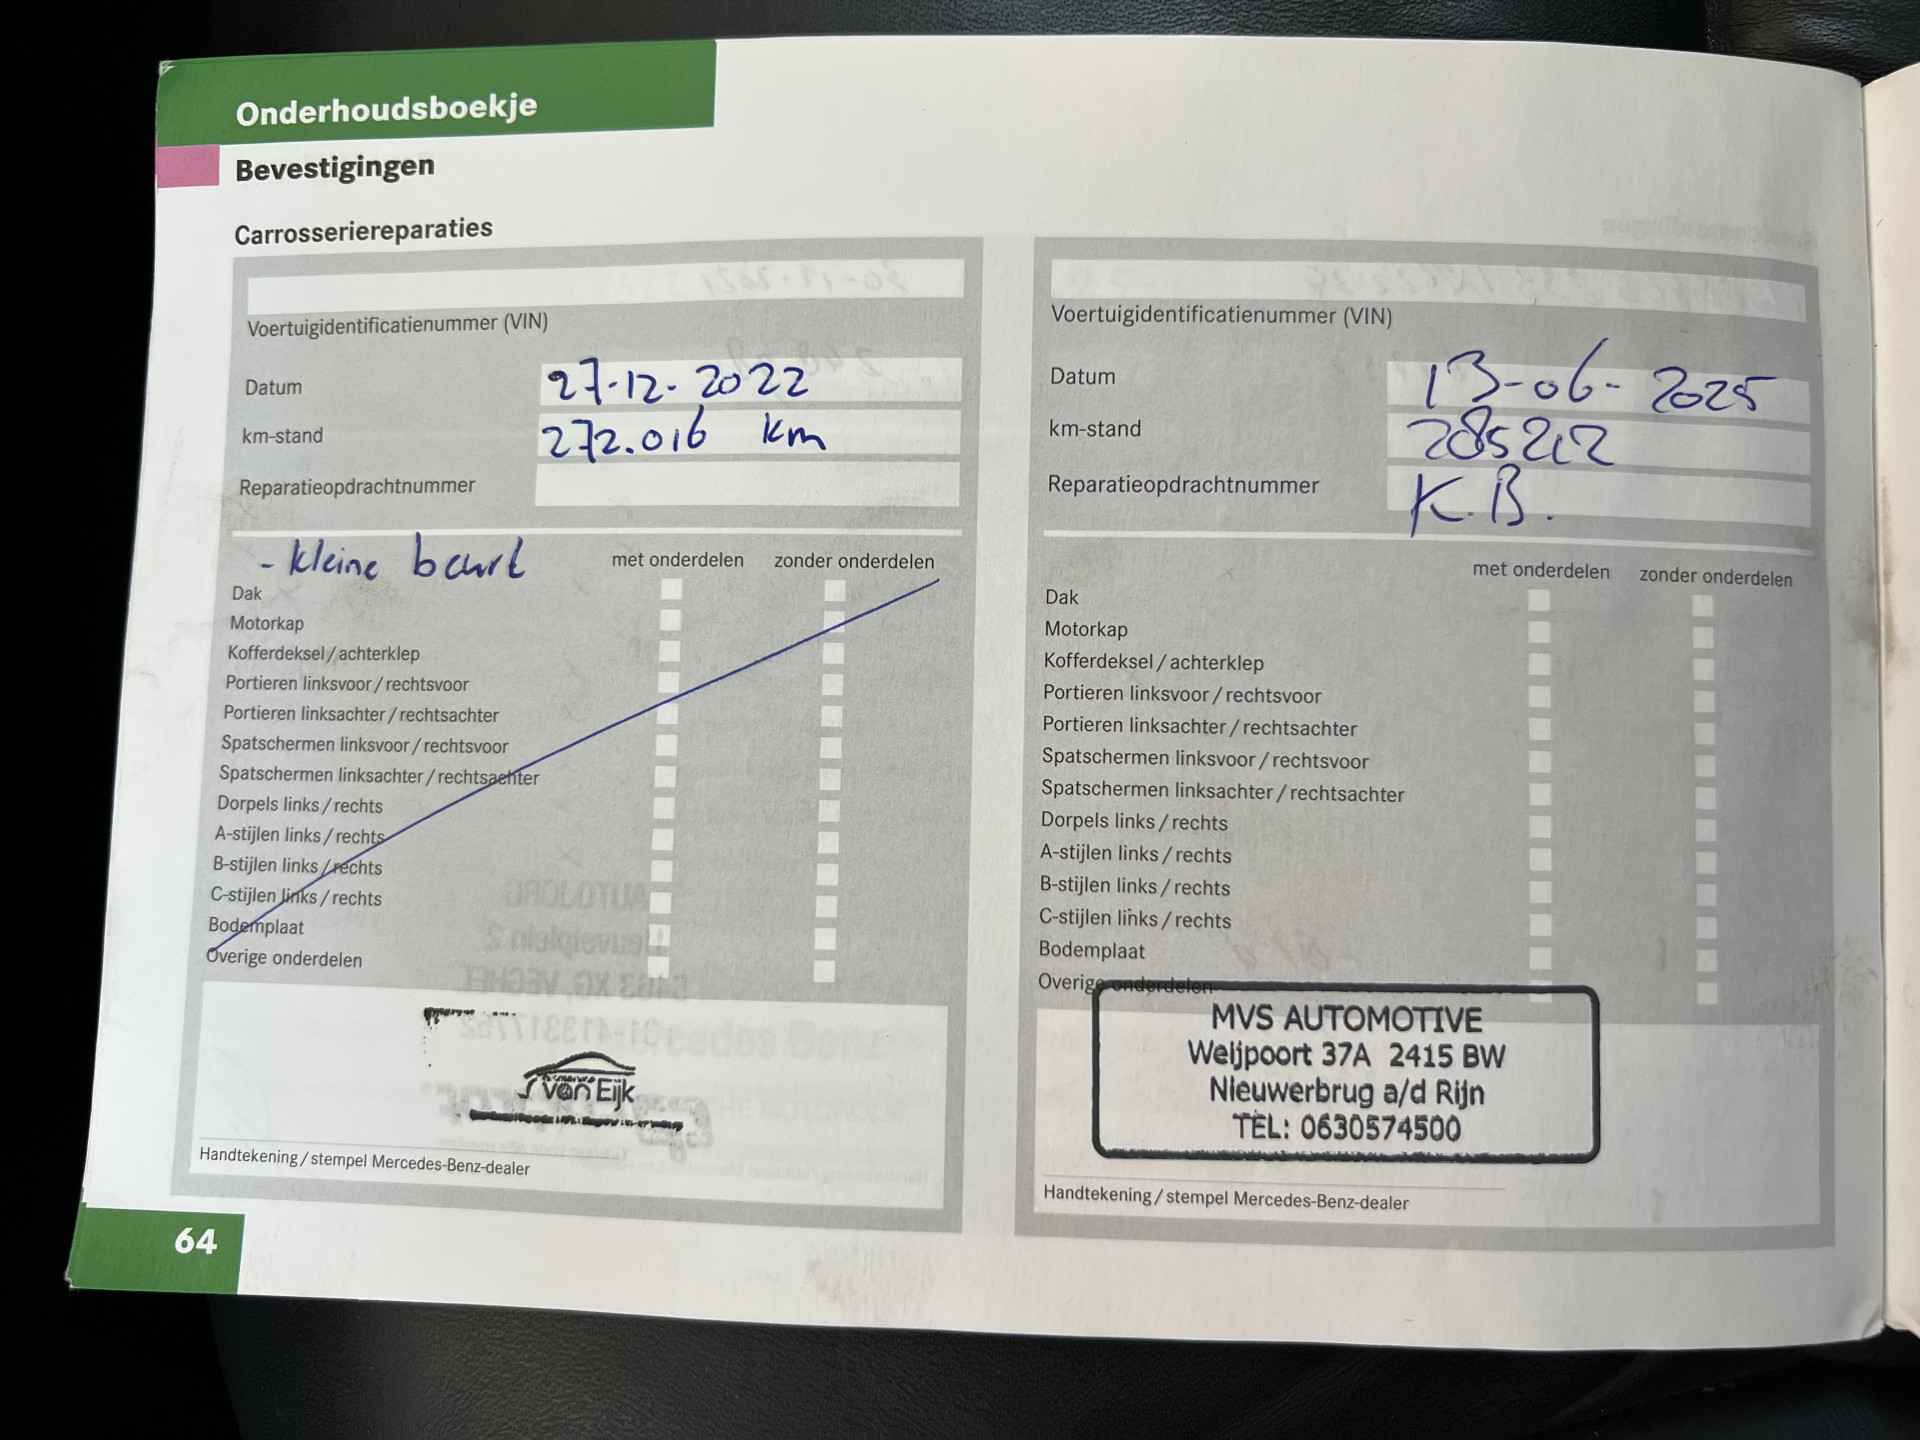 Onderhoudsboekje
Bevestigingen
Carrosseriereparaties
Voertuigidentificatienummer (VIN)
Datum 27-12-2022
km-stand 272.016 km
Reparatieopdrachtnummer
- kleine beurt
met onderdelen zonder onderdelen
Dak
Motorkap
Kofferdeksel / achterklep
Portieren linksvoor / rechtsvoor
Portieren linksachter / rechtsachter
Spatschermen linksvoor / rechtsvoor
Spatschermen linksachter / rechtsachter
Dorpels links / rechts
A-stijlen links / rechts
B-stijlen links / rechts
C-stijlen links / rechts
Bodemplaat
Overige onderdelen
van Eijk
Handtekening / stempel Mercedes-Benz-dealer
64
Voertuigidentificatienummer (VIN)
Datum 13-06-2025
km-stand 285212
Reparatieopdrachtnummer K.B.
met onderdelen zonder onderdelen
Dak
Motorkap
Kofferdeksel / achterklep
Portieren linksvoor / rechtsvoor
Portieren linksachter / rechtsachter
Spatschermen linksvoor / rechtsvoor
Spatschermen linksachter / rechtsachter
Dorpels links / rechts
A-stijlen links / rechts
B-stijlen links / rechts
C-stijlen links / rechts
Bodemplaat
Overige onderdelen
MVS AUTOMOTIVE
Weijpoort 37A 2415 BW
Nieuwerbrug a/d Rijn
TEL: 0630574500
Handtekening / stempel Mercedes-Benz-dealer